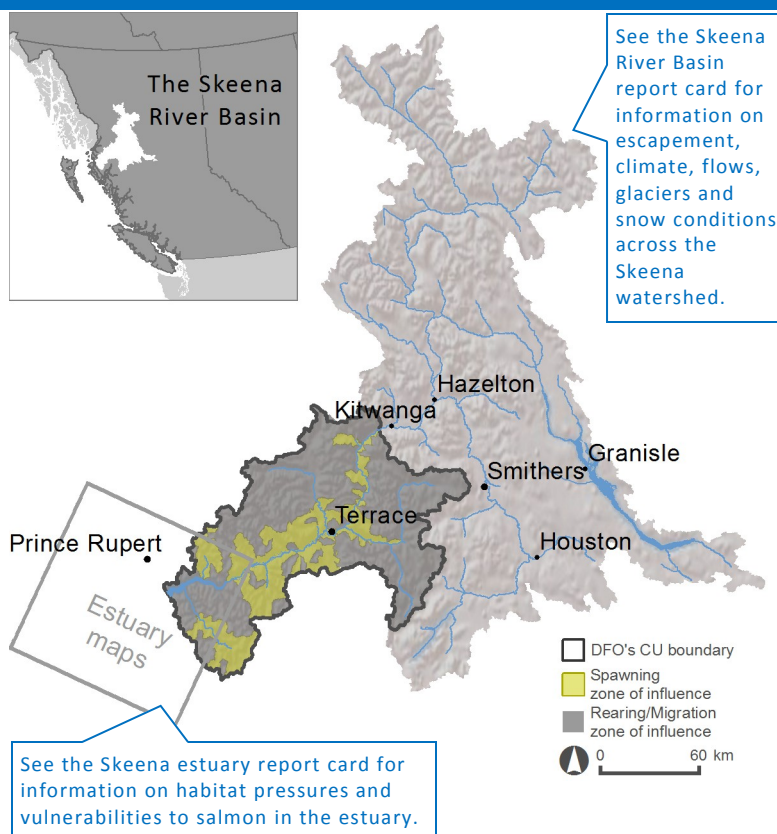 The Skeena
River Basin
See the Skeena
River Basin
report card for
information on
escapement,
climate, flows,
glaciers and
snow conditions
across the
Skeena
watershed.
Hazelton
Kitwanga
Granisle
Smithers
Terrace
Prince Rupert
Houston
Estuary
maps
DFO's CU boundary
Spawning
zone of influence
Rearing/Migration
zone of influence
0 60 km
See the Skeena estuary report card for
information on habitat pressures and
vulnerabilities to salmon in the estuary.